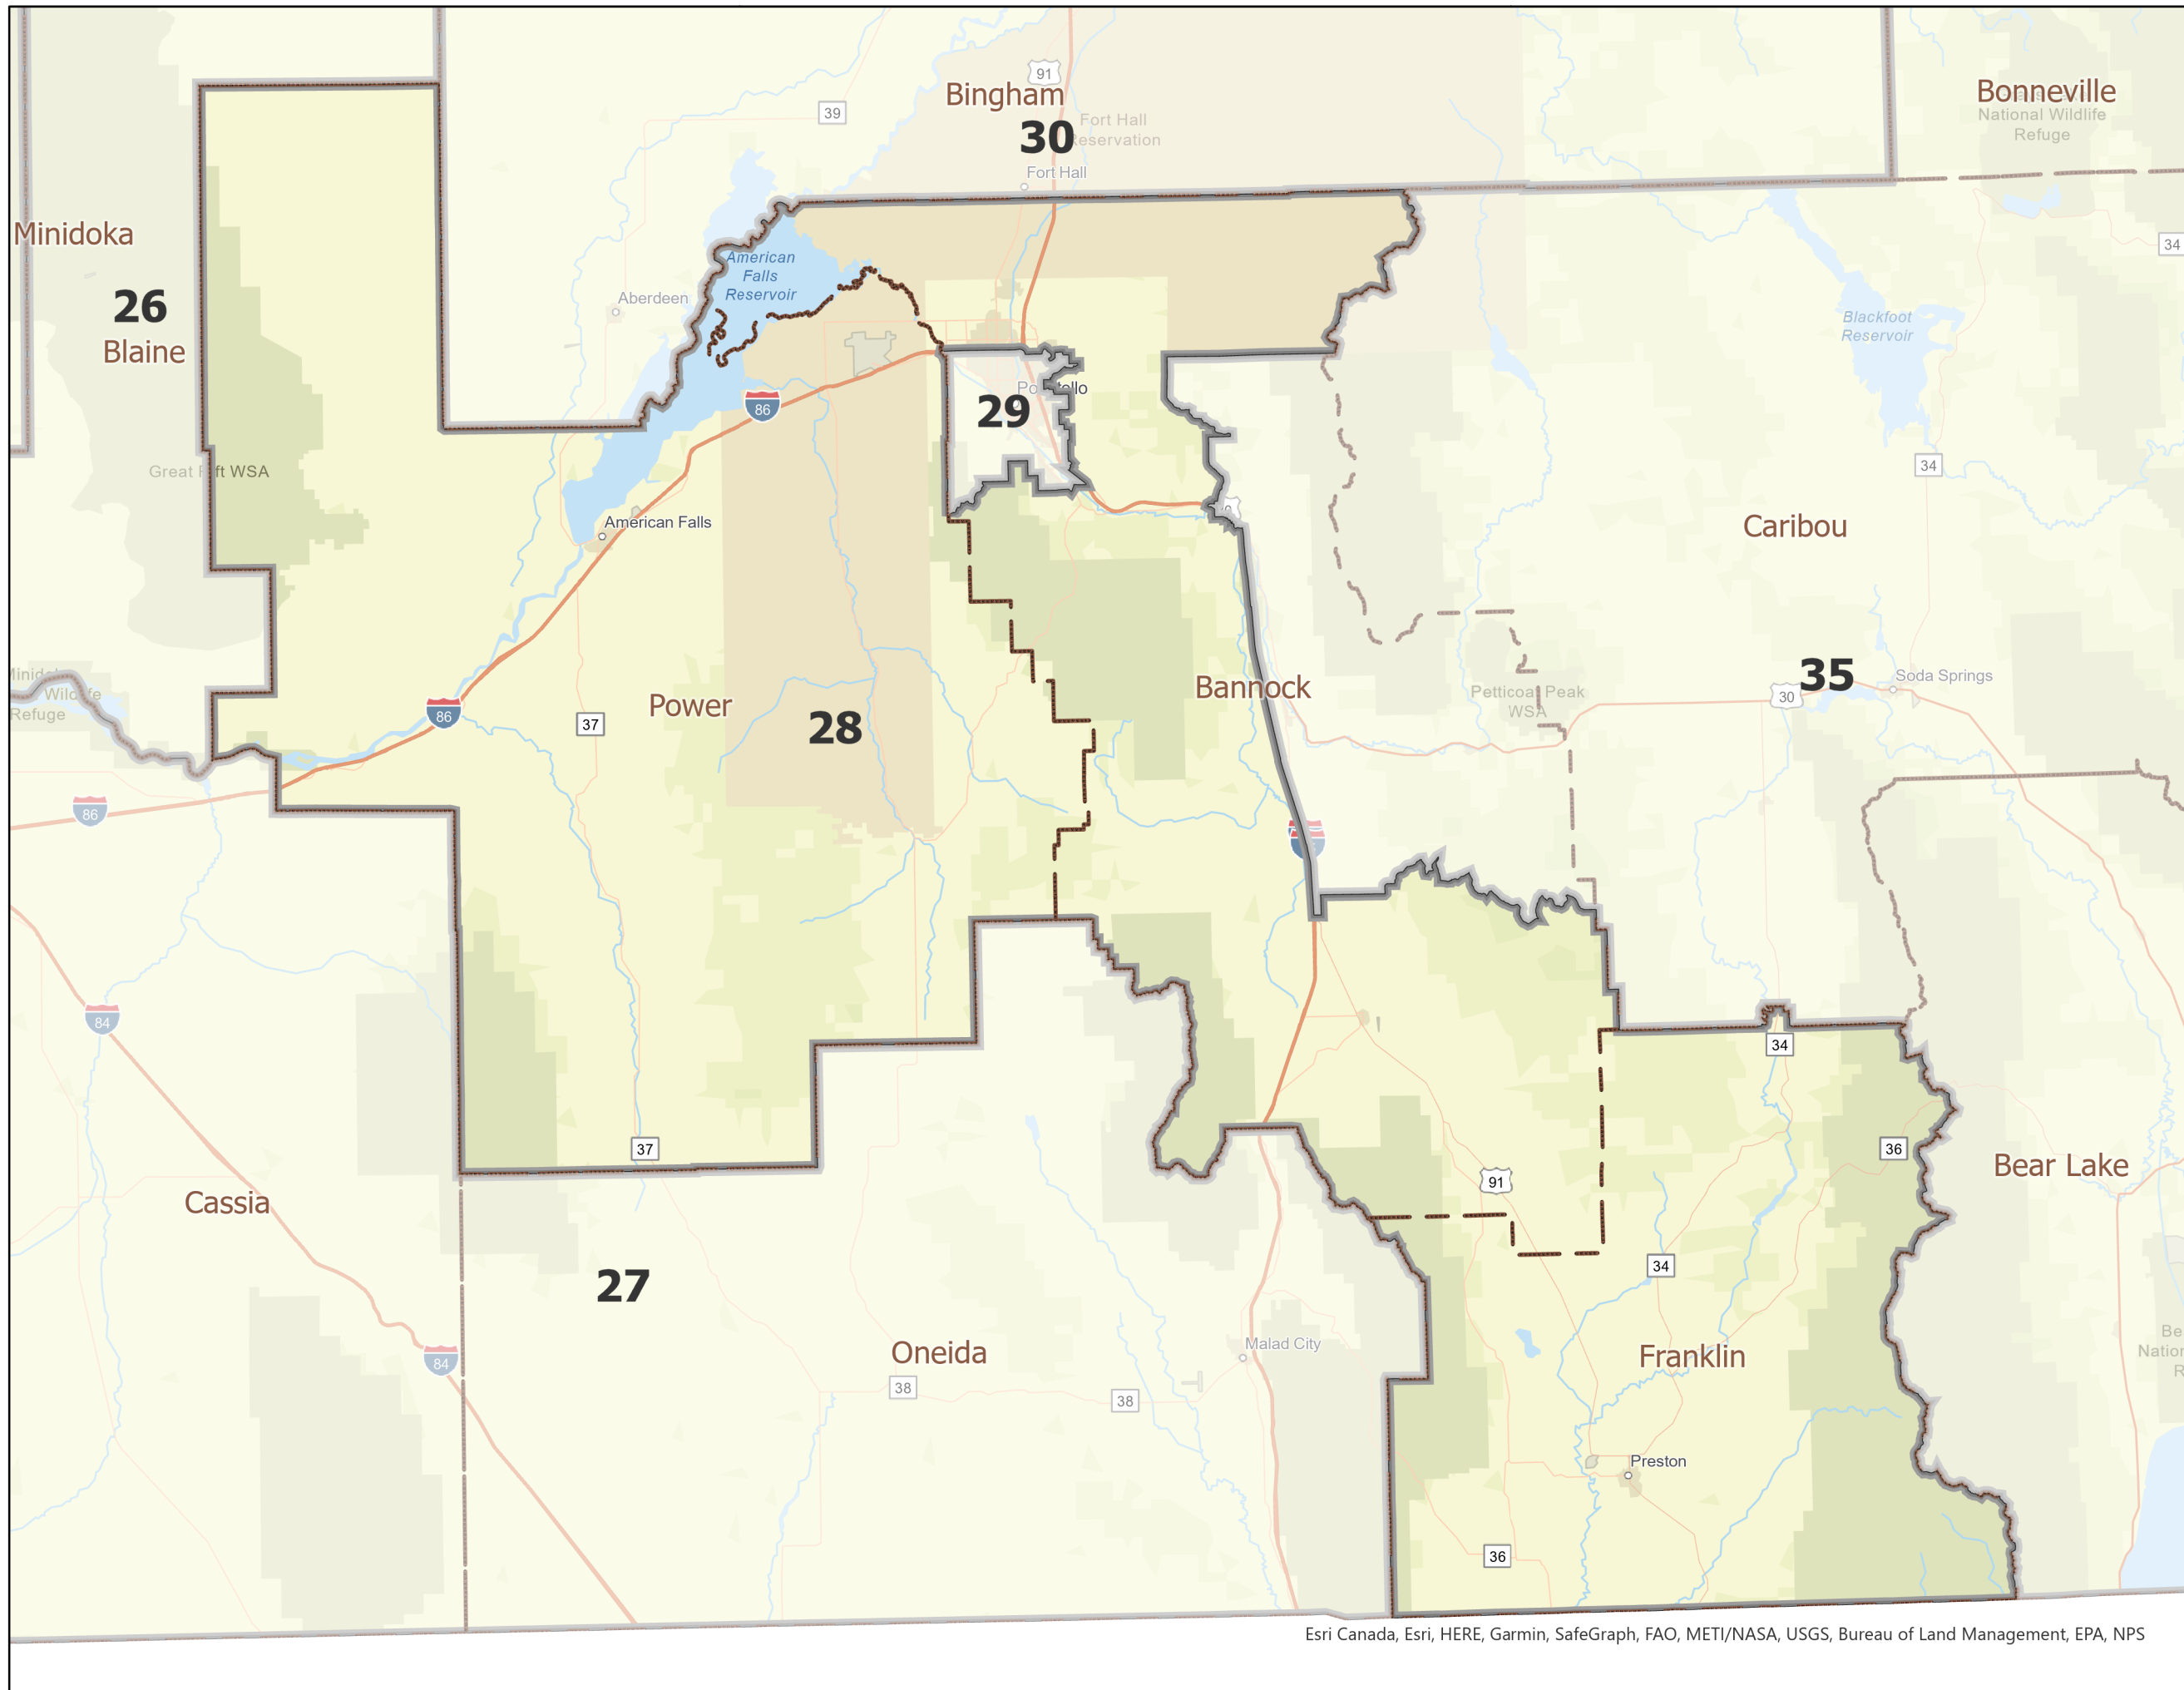 91
Bingham
Bonneville
National Wildlife
Refuge
39
Fort Hall
Reservation
30
Fort Hall
Minidoka
34
American
Falls
Reservoir
Aberdeen
26
Blaine
Blackfoot
Reservoir
86
29
34
Great Rift WSA
American Falls
Caribou
Wildlife
Refuge
Bannock
Petticoat Peak
WSA
30
35
Soda Springs
Power
28
37
86
86
84
34
37
36
Bear Lake
91
Cassia
34
27
Oneida
Malad City
Franklin
84
38
38
Preston
36
Esri Canada, Esri, HERE, Garmin, SafeGraph, FAO, METI/NASA, USGS, Bureau of Land Management, EPA, NPS